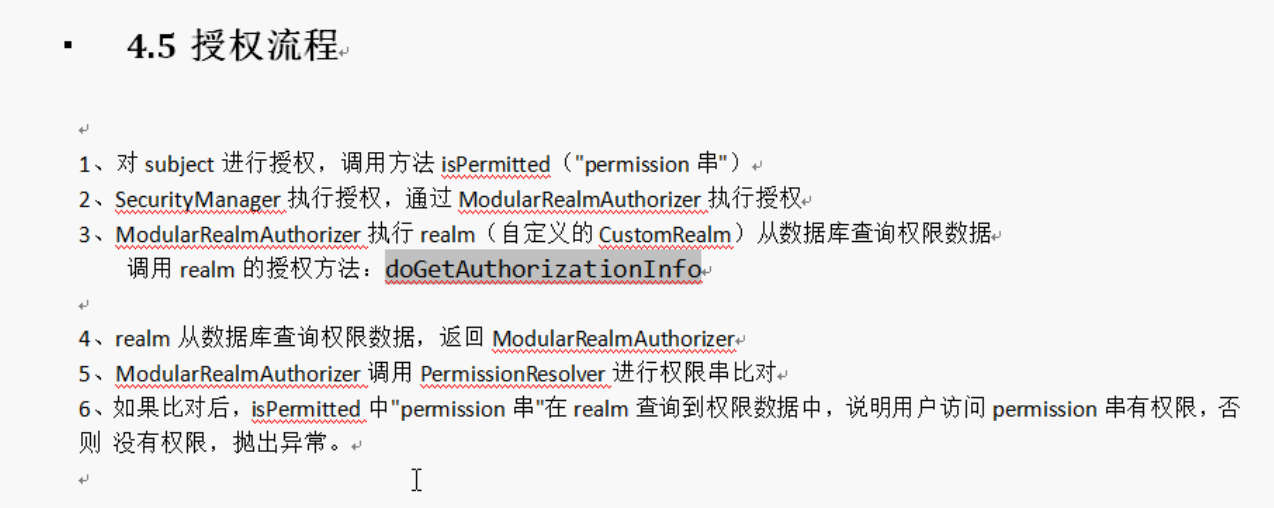 ▪ 4.5 授权流程
1、对 subject 进行授权，调用方法 isPermitted（"permission 串"）
2、SecurityManager 执行授权，通过 ModularRealmAuthorizer 执行授权
3、ModularRealmAuthorizer 执行 realm（自定义的 CustomRealm）从数据库查询权限数据
调用 realm 的授权方法：doGetAuthorizationInfo
4、realm 从数据库查询权限数据，返回 ModularRealmAuthorizer
5、ModularRealmAuthorizer 调用 PermissionResolver 进行权限串比对
6、如果比对后，isPermitted 中"permission 串"在 realm 查询到权限数据中，说明用户访问 permission 串有权限，否
则 没有权限，抛出异常。